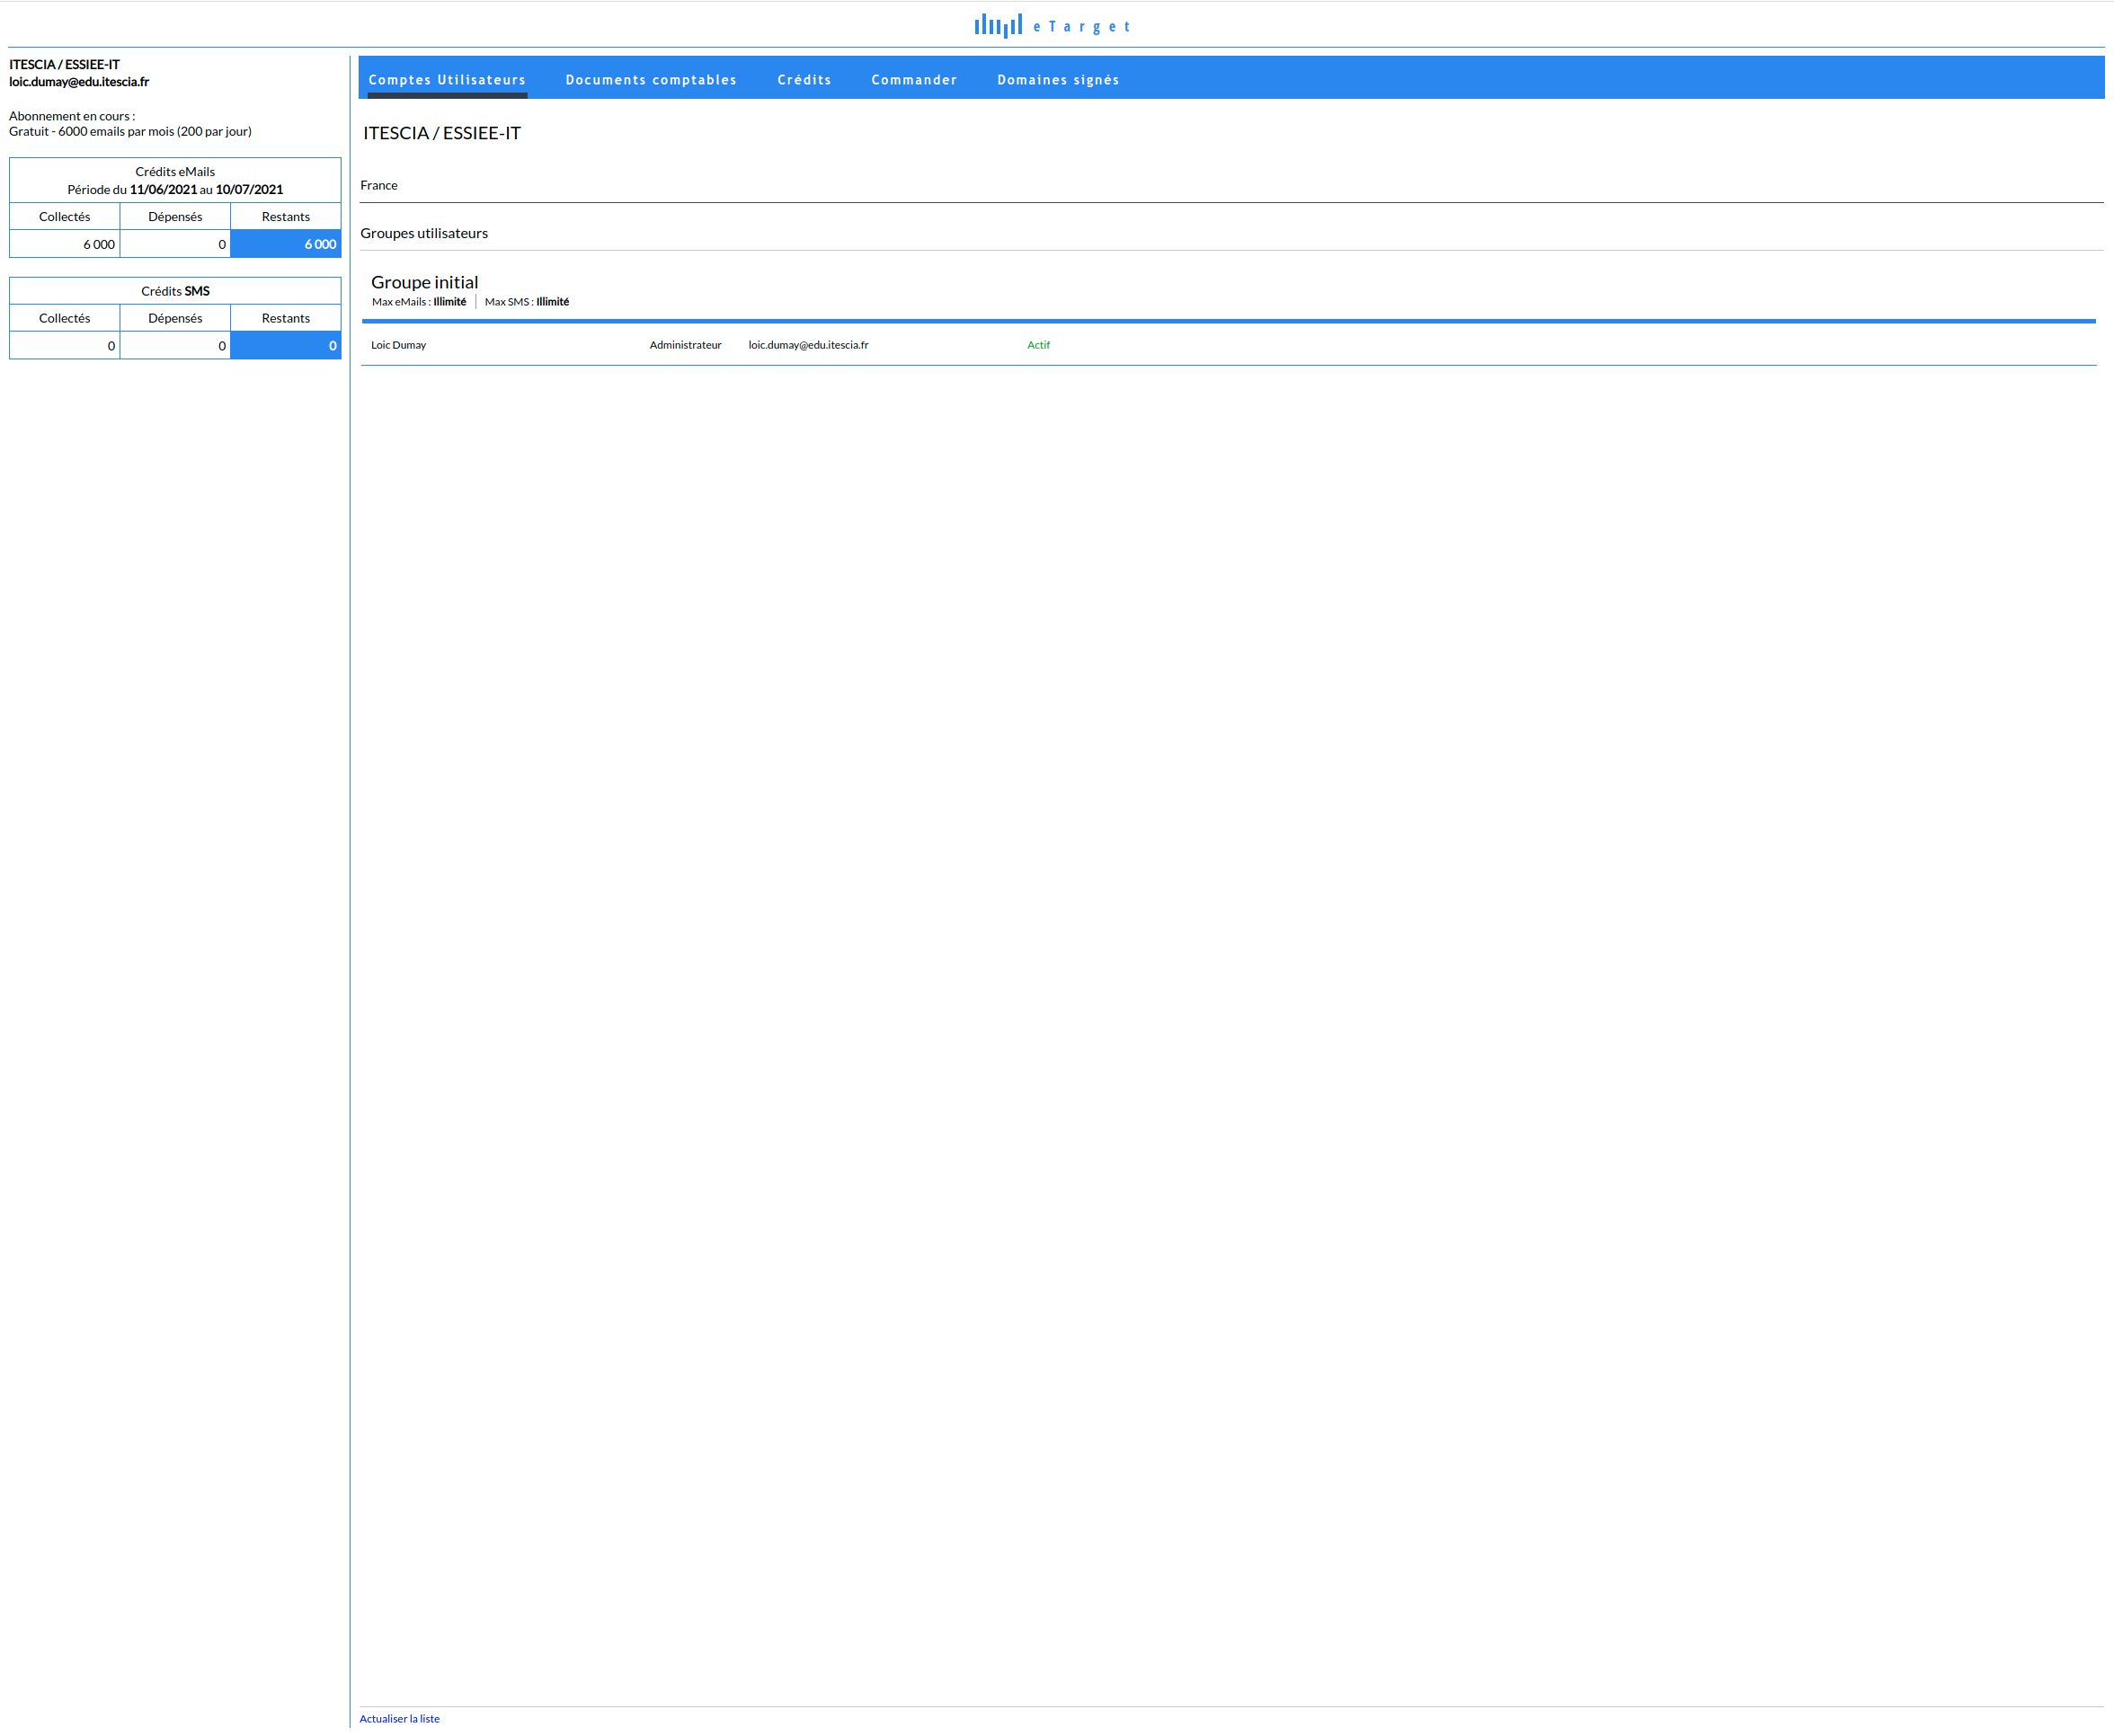 eTarget
ITESCIA / ESSIEE-IT
loic.dumay@edu.itescia.fr
Abonnement en cours :
Gratuit - 6000 emails par mois (200 par jour)
Crédits eMails
Période du 11/06/2021 au 10/07/2021
Collectés Dépensés Restants
6 000 0 6 000
Crédits SMS
Collectés Dépensés Restants
0 0 0
Comptes Utilisateurs Documents comptables Crédits Commander Domaines signés
ITESCIA / ESSIEE-IT
France
Groupes utilisateurs
Groupe initial
Max eMails : Illimité Max SMS : Illimité
Loic Dumay Administrateur loic.dumay@edu.itescia.fr Actif
Actualiser la liste